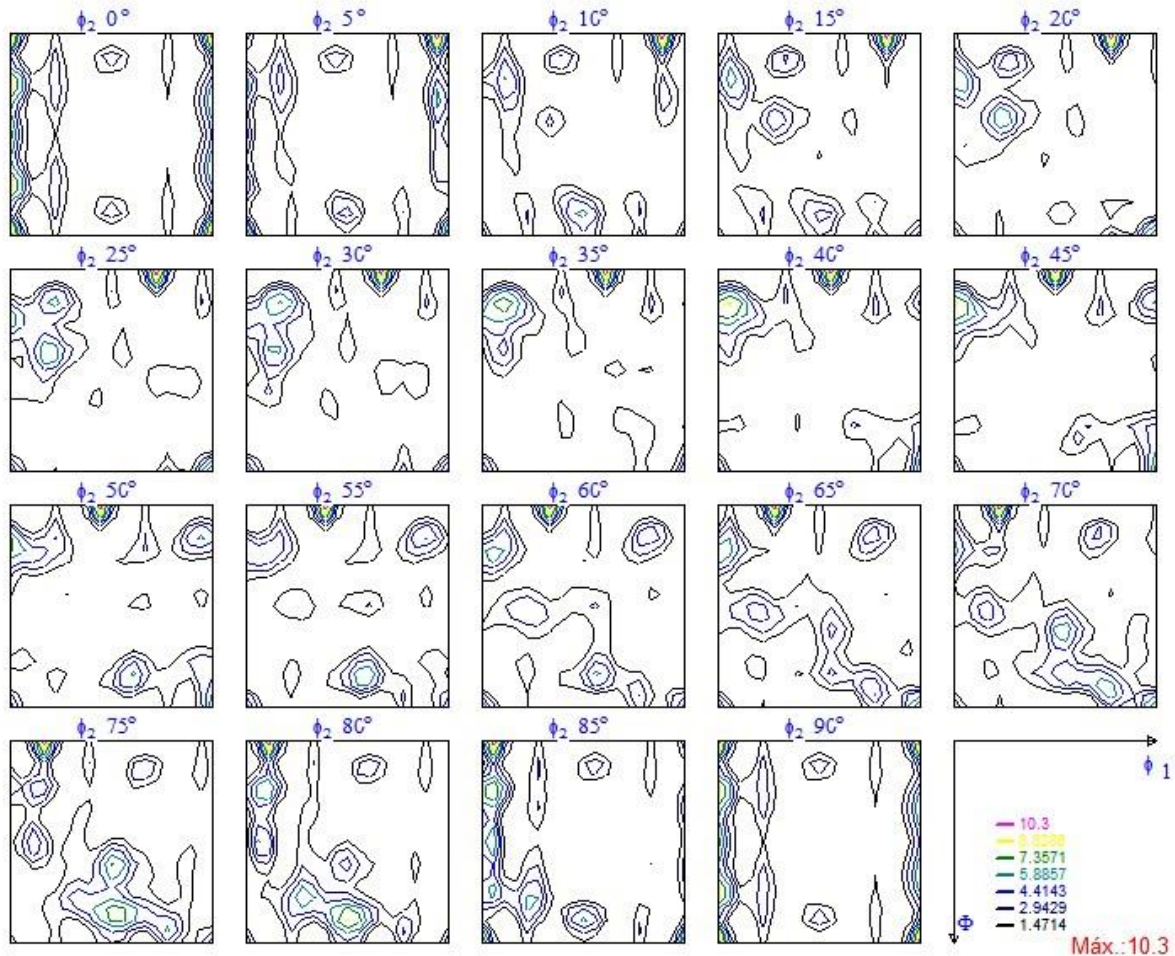 ϕ₂ 0°
ϕ₂ 5°
ϕ₂ 10°
ϕ₂ 15°
ϕ₂ 20°
ϕ₂ 25°
ϕ₂ 30°
ϕ₂ 35°
ϕ₂ 40°
ϕ₂ 45°
ϕ₂ 50°
ϕ₂ 55°
ϕ₂ 60°
ϕ₂ 65°
ϕ₂ 70°
ϕ₂ 75°
ϕ₂ 80°
ϕ₂ 85°
ϕ₂ 90°
ϕ 1
10.3
7.3571
5.8857
4.4143
2.9429
1.4714
Φ
Máx.:10.3